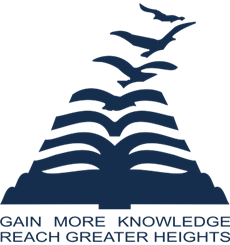 GAIN MORE KNOWLEDGE
REACH GREATER HEIGHTS